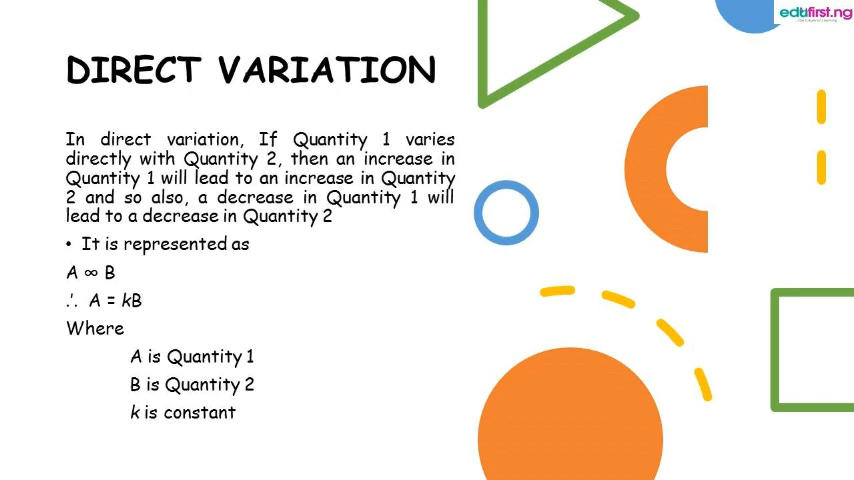 edufirst.ng
DIRECT VARIATION
In direct variation, If Quantity 1 varies
directly with Quantity 2, then an increase in
Quantity 1 will lead to an increase in Quantity
2 and so also, a decrease in Quantity 1 will
lead to a decrease in Quantity 2
• It is represented as
A ∞ B
∴ A = kB
Where
A is Quantity 1
B is Quantity 2
k is constant